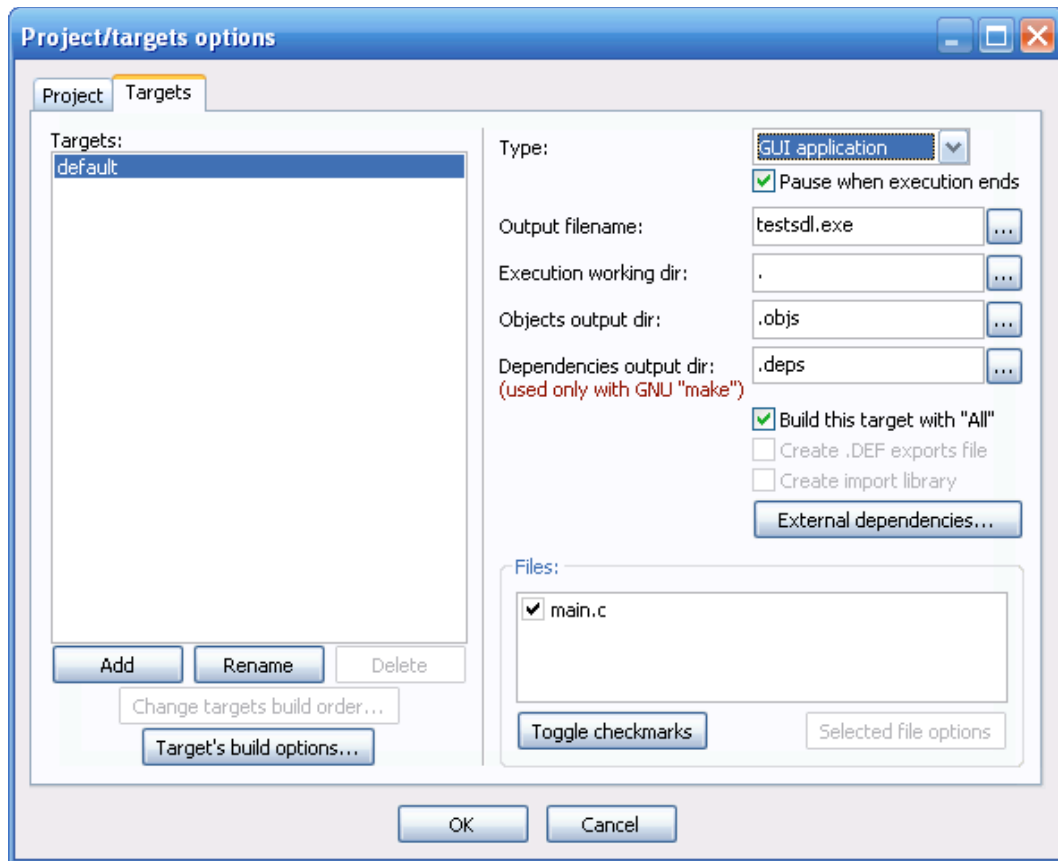 Project/targets options
Project
Targets
Targets:
default
Add
Rename
Delete
Change targets build order...
Target's build options...
Type:
GUI application
Pause when execution ends
Output filename:
testsdl.exe
...
Execution working dir:
.
...
Objects output dir:
.objs
...
Dependencies output dir:
(used only with GNU "make")
.deps
...
Build this target with "All"
Create .DEF exports file
Create import library
External dependencies...
Files:
main.c
Toggle checkmarks
Selected file options
OK
Cancel